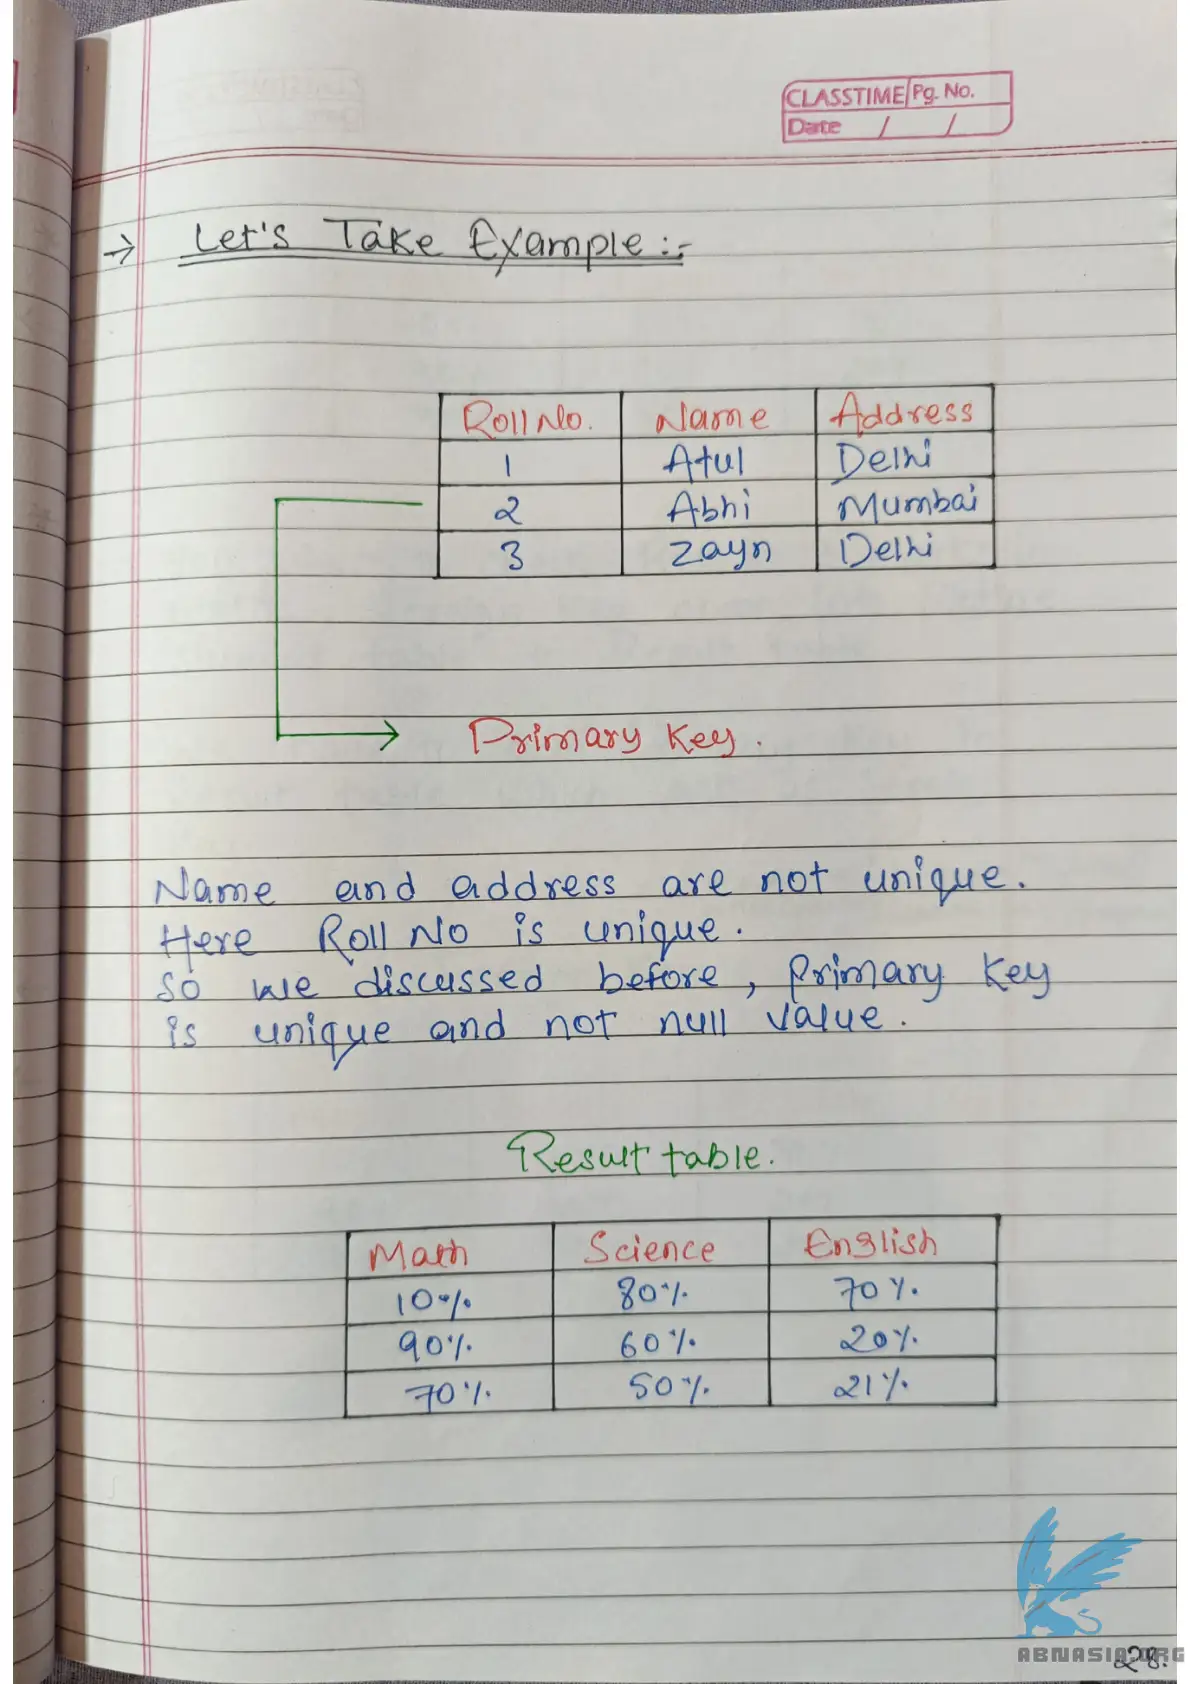 CLASSTIME Pg. No.
Date / /
→ Let's Take Example :-
Roll No. Name Address
1 Atul Delhi
2 Abhi Mumbai
3 Zayn Delhi
Primary Key.
Name and address are not unique.
Here Roll No is unique.
So we discussed before, Primary Key
is unique and not null value.
Result table.
Math Science English
10% 80% 70%
90% 60% 20%
70% 50% 21%
ABNASIA.ORG
28.